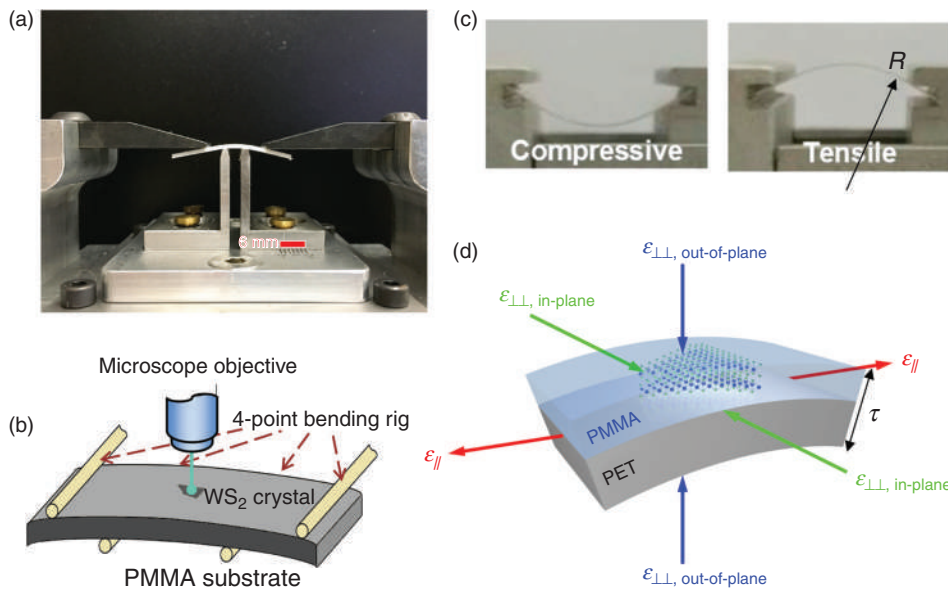 (a)
6 mm
(b)
Microscope objective
4-point bending rig
WS₂ crystal
PMMA substrate
(c)
Compressive
R
Tensile
(d)
ε⊥⊥, out-of-plane
ε⊥⊥, in-plane
ε∥
PMMA
τ
PET
ε∥
ε⊥⊥, in-plane
ε⊥⊥, out-of-plane